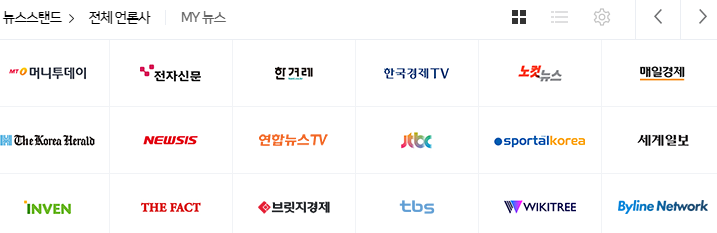 뉴스스탠드 > 전체 언론사 MY 뉴스
MTO 머니투데이 전자신문 한겨레 한국경제TV 노컷뉴스 매일경제
The Korea Herald NEWSIS 연합뉴스TV jtbc sportalkorea 세계일보
INVEN THE FACT 브릿지경제 tbs WIKITREE Byline Network